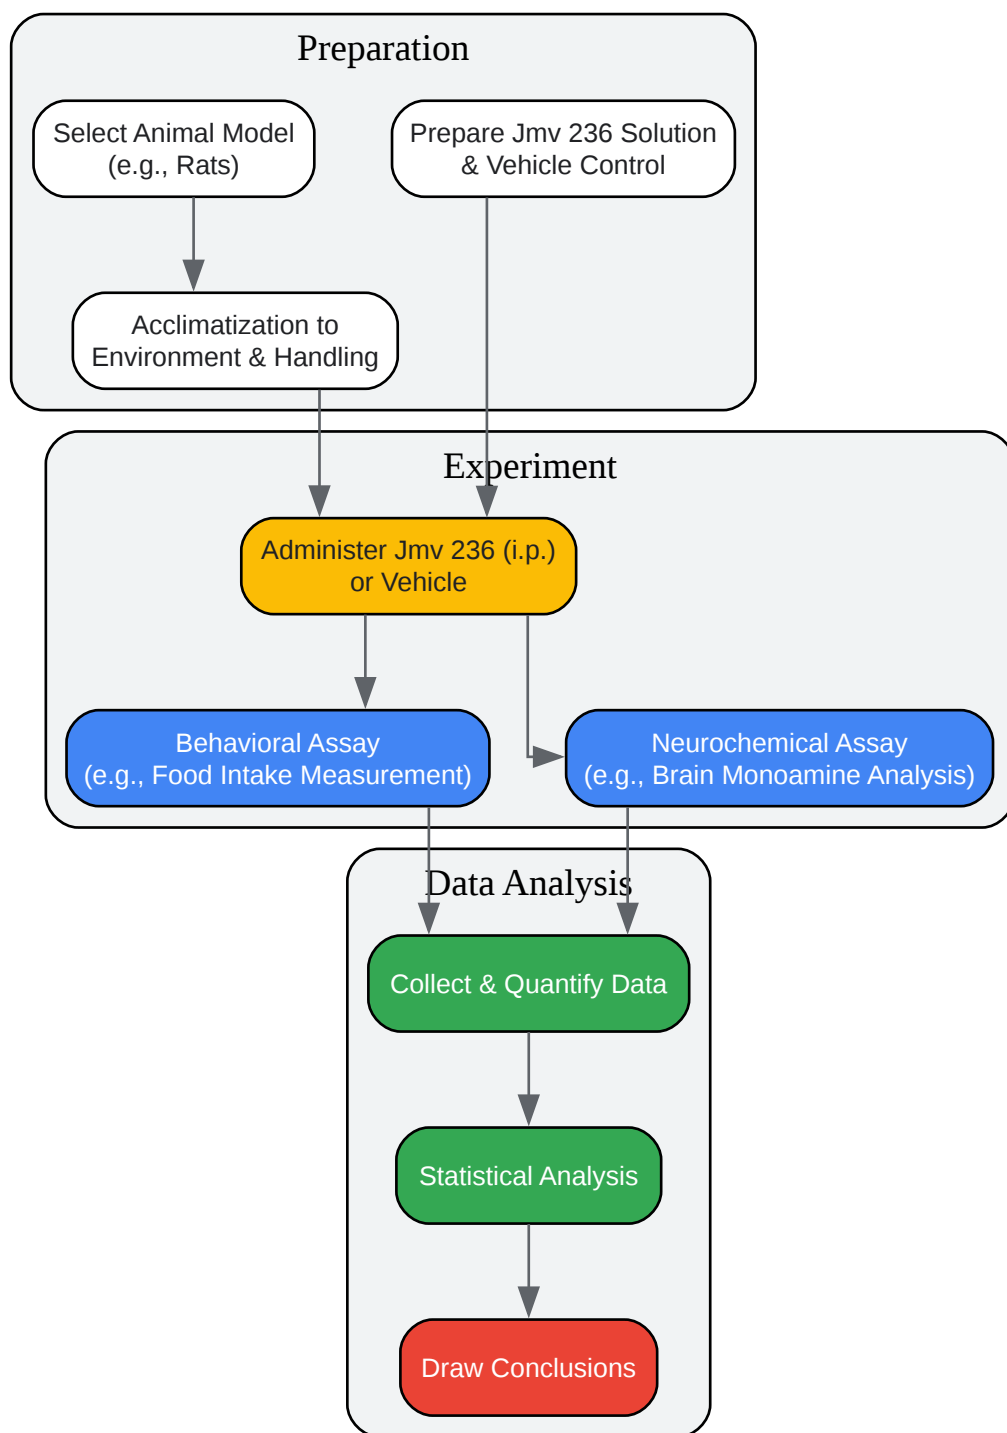 Preparation
Select Animal Model
(e.g., Rats)
Prepare Jmv 236 Solution
& Vehicle Control
Acclimatization to
Environment & Handling
Experiment
Administer Jmv 236 (i.p.)
or Vehicle
Behavioral Assay
(e.g., Food Intake Measurement)
Neurochemical Assay
(e.g., Brain Monoamine Analysis)
Data Analysis
Collect & Quantify Data
Statistical Analysis
Draw Conclusions